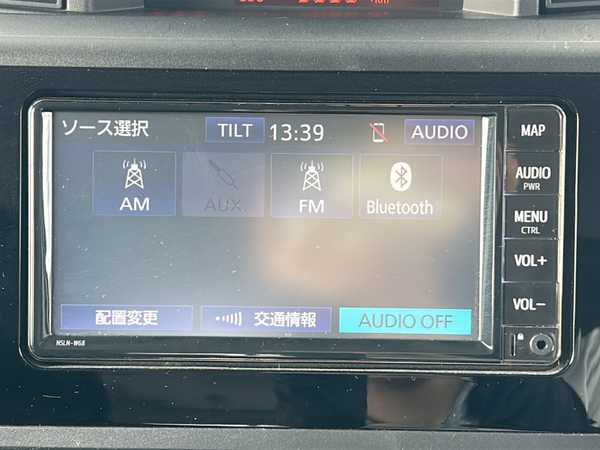 ソース選択 TILT 13:39 AUDIO
AM AUX FM Bluetooth
配置変更 交通情報 AUDIO OFF
NSLN-W68
MAP
AUDIO
PWR
MENU
CTRL
VOL+
VOL-